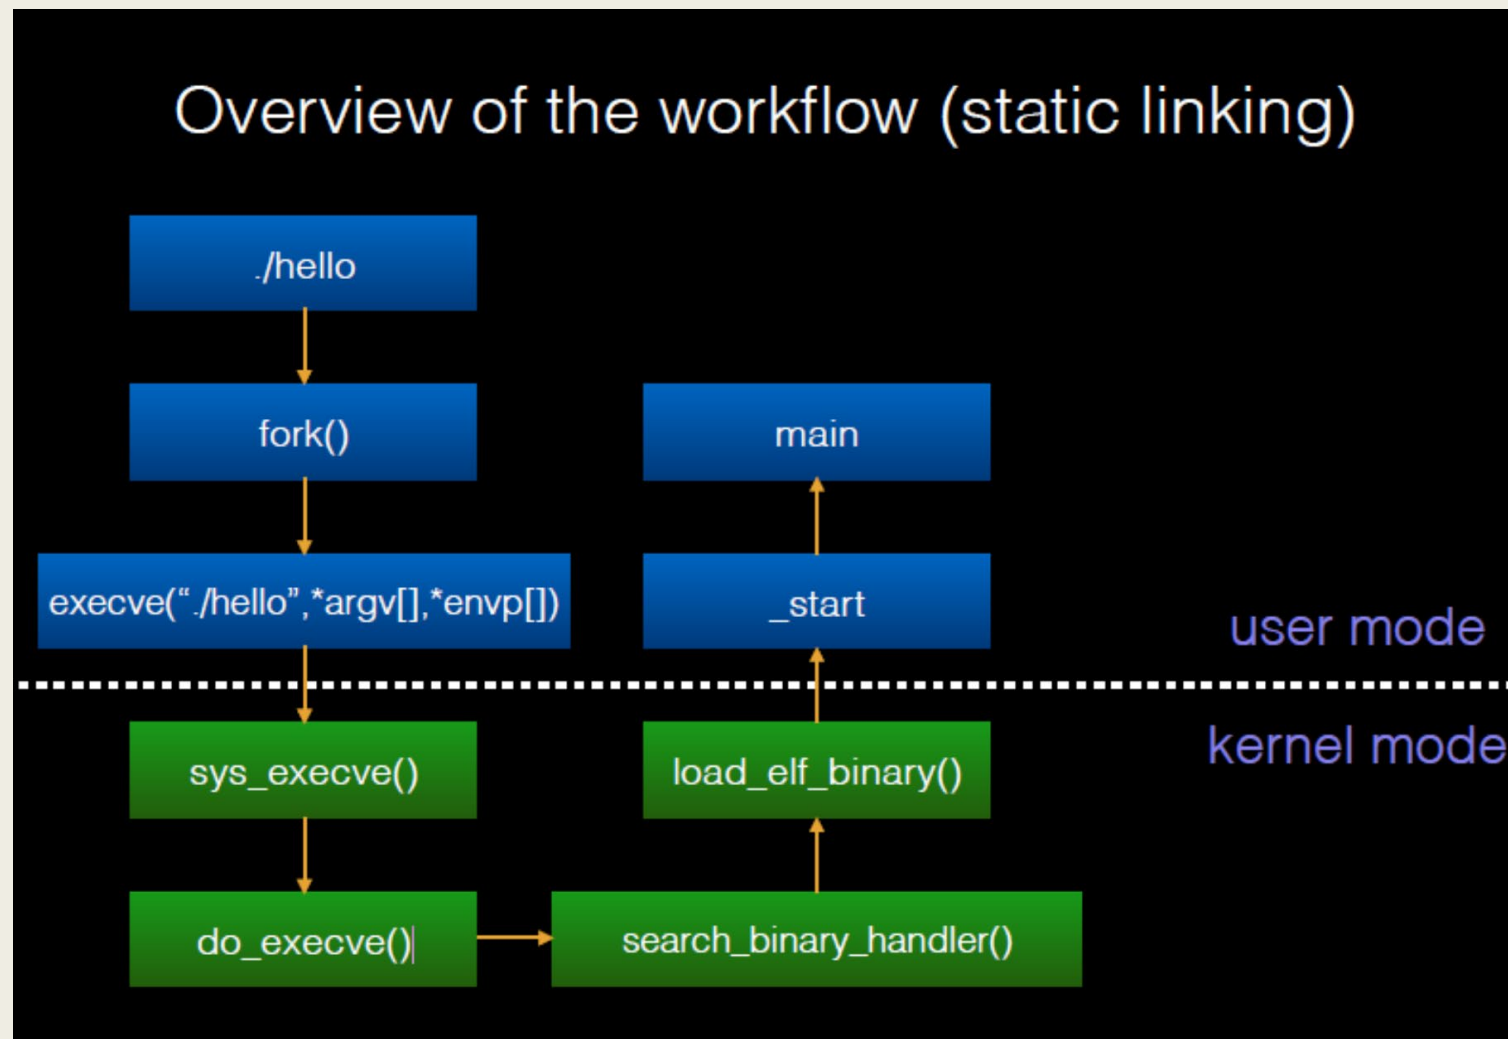 Overview of the workflow (static linking)
./hello
fork()
main
execve(“./hello”,*argv[],*envp[])
_start
user mode
kernel mode
sys_execve()
load_elf_binary()
do_execve()
search_binary_handler()